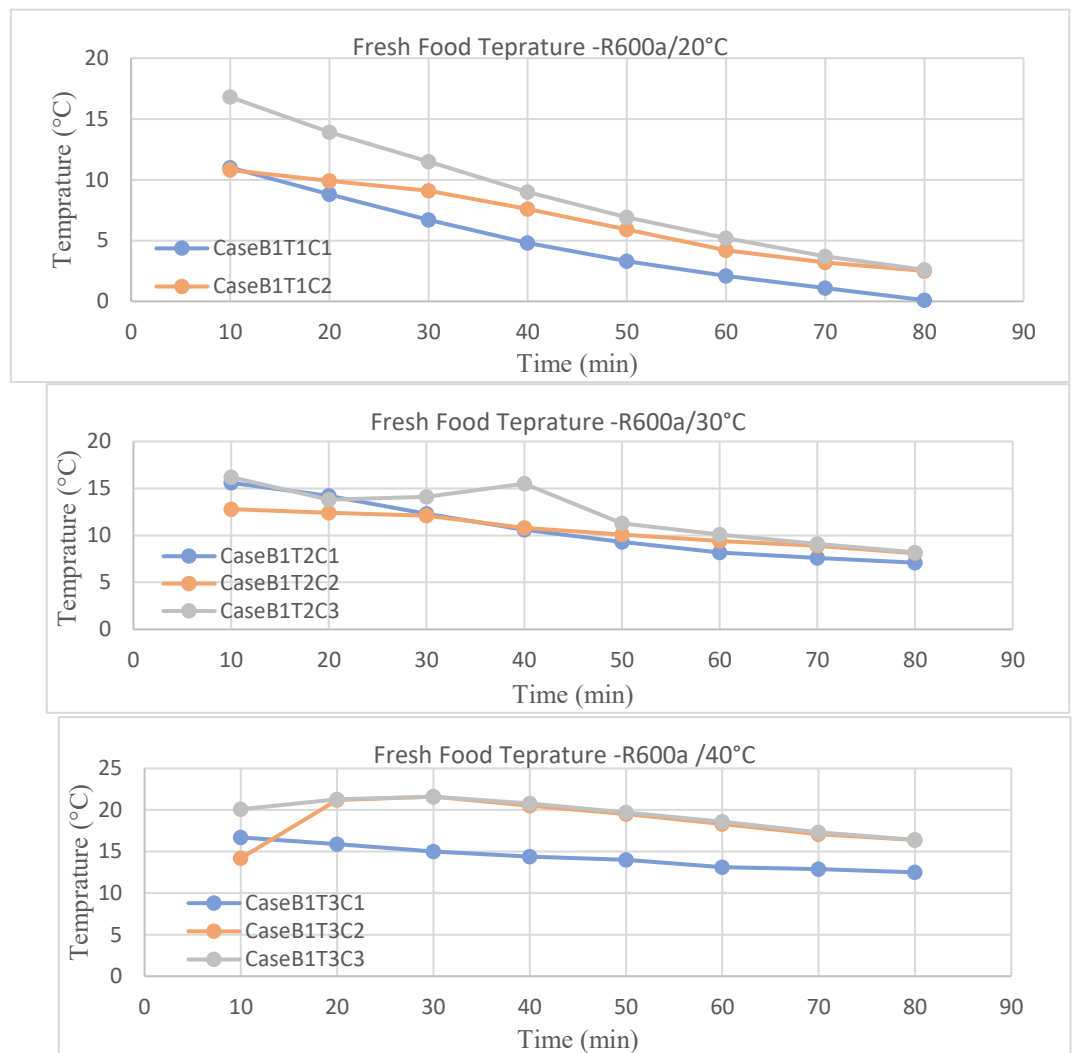 Fresh Food Teprature -R600a/20°C
20
15
10
5
0
Temprature (°C)
CaseB1T1C1
CaseB1T1C2
0 10 20 30 40 50 60 70 80 90
Time (min)
Fresh Food Teprature -R600a/30°C
20
15
10
5
0
Temprature (°C)
CaseB1T2C1
CaseB1T2C2
CaseB1T2C3
0 10 20 30 40 50 60 70 80 90
Time (min)
Fresh Food Teprature -R600a /40°C
25
20
15
10
5
0
Temprature (°C)
CaseB1T3C1
CaseB1T3C2
CaseB1T3C3
0 10 20 30 40 50 60 70 80 90
Time (min)